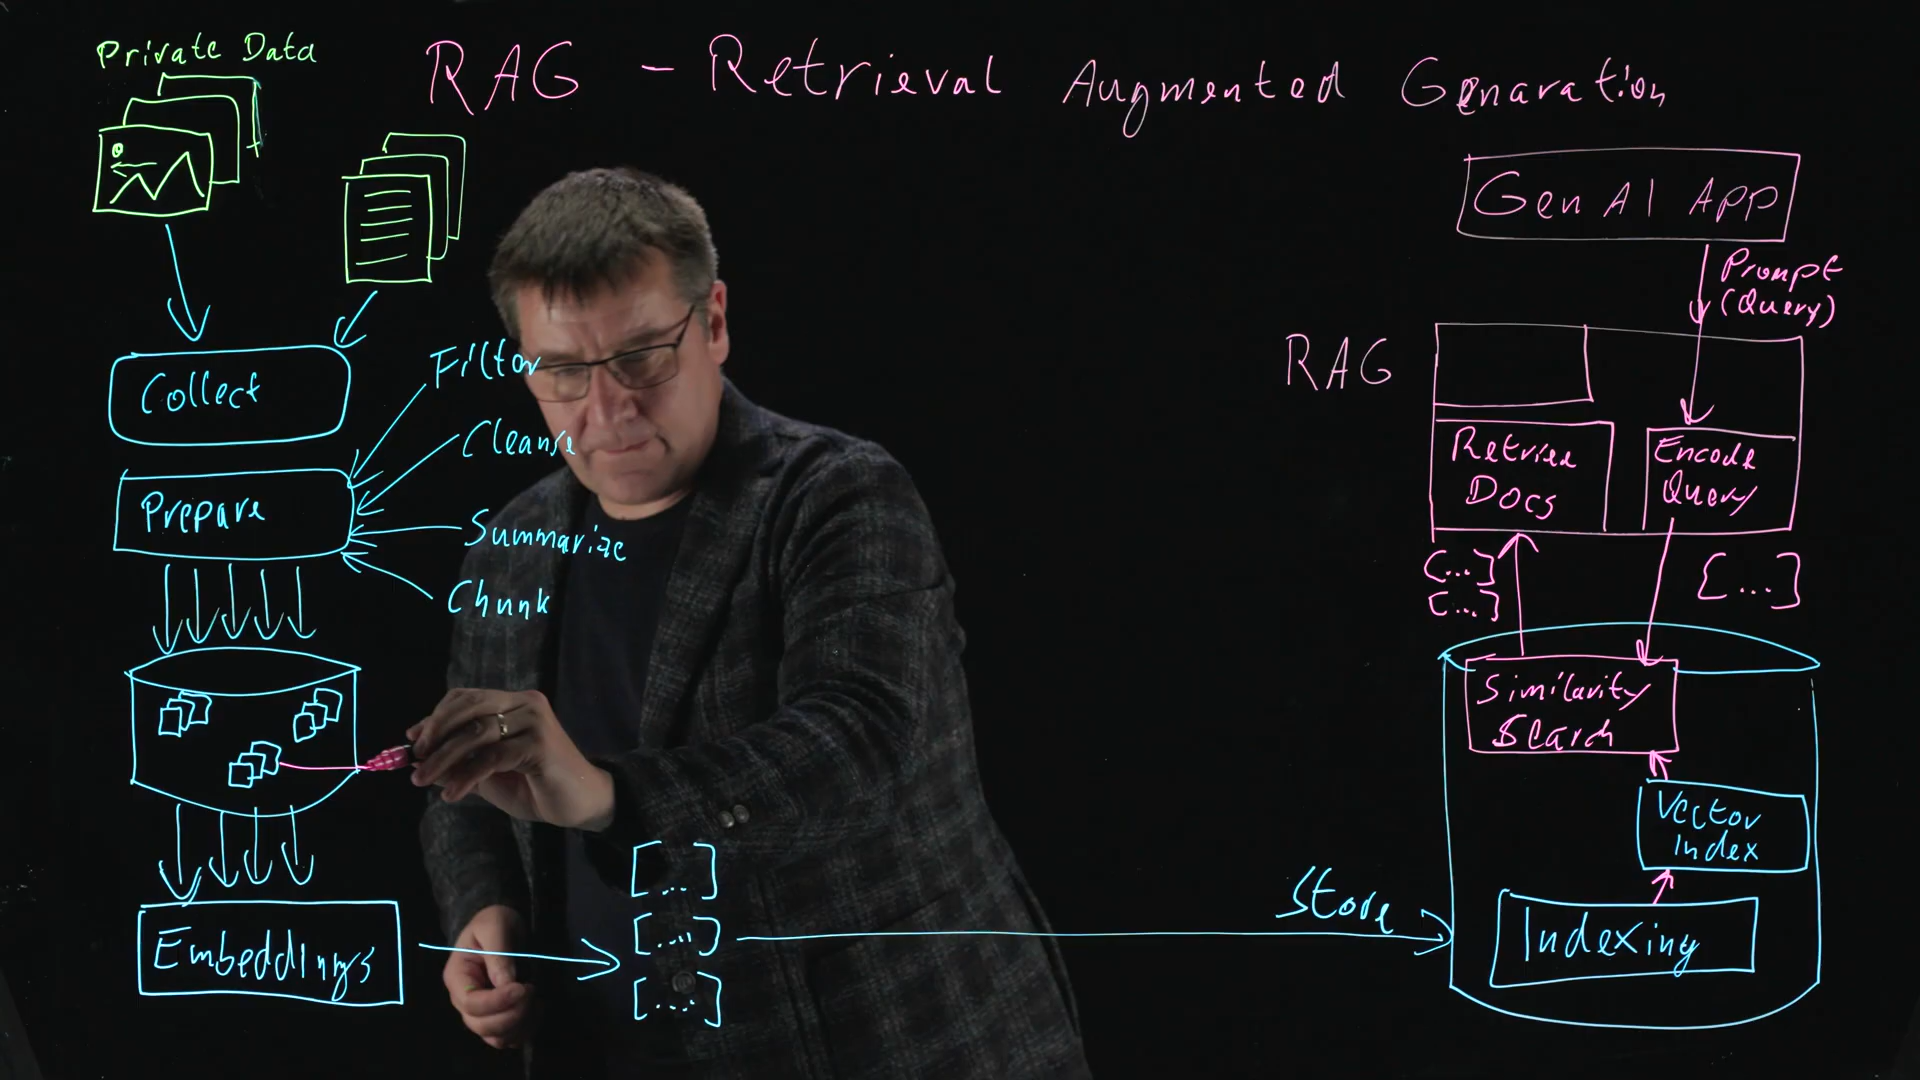 Private Data
RAG - Retrieval Augmented Genaration
Gen AI APP
Prompt
(Query)
RAG
Collect
Filter
Cleanse
Prepare
Summarize
Chunk
Retriee
Docs
Encode
Query
[...]
[...]
[...]
Similarity
Search
Vector
Index
Embeddings
[...]
[....]
[....]
Store
Indexing